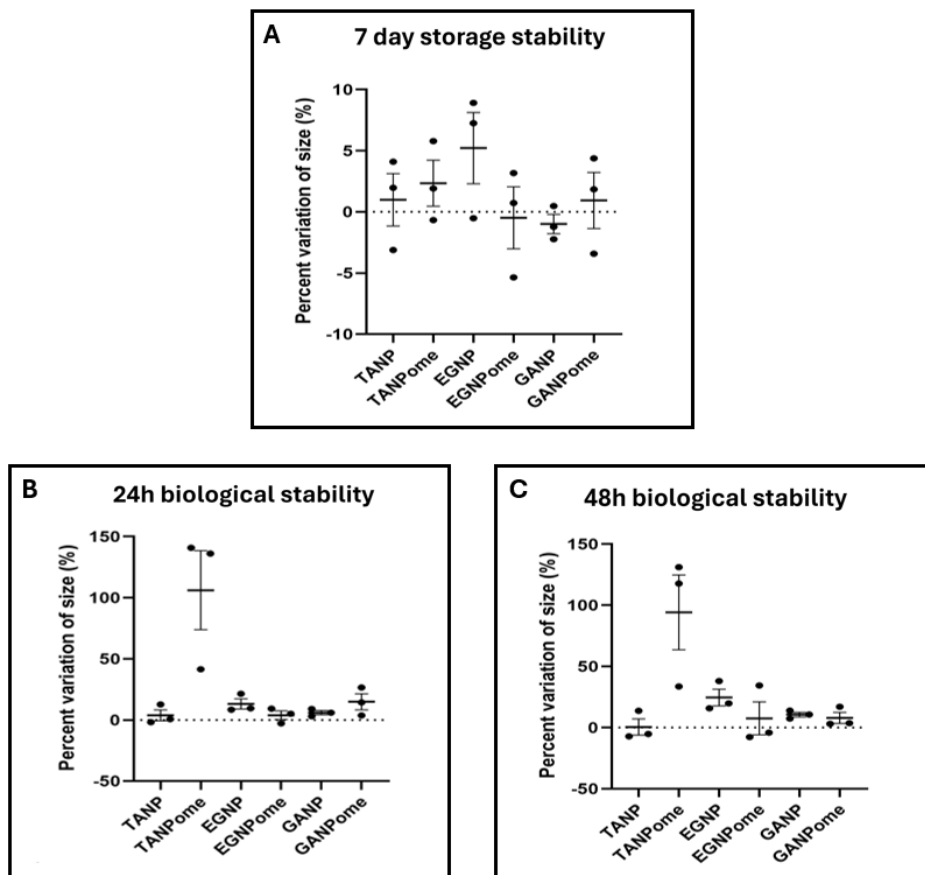 A
7 day storage stability
Percent variation of size (%)
10
5
0
-5
-10
TANP
TANPome
EGNP
EGNPome
GANP
GANPome
B
24h biological stability
Percent variation of size (%)
150
100
50
0
-50
TANP
TANPome
EGNP
EGNPome
GANP
GANPome
C
48h biological stability
Percent variation of size (%)
150
100
50
0
-50
TANP
TANPome
EGNP
EGNPome
GANP
GANPome